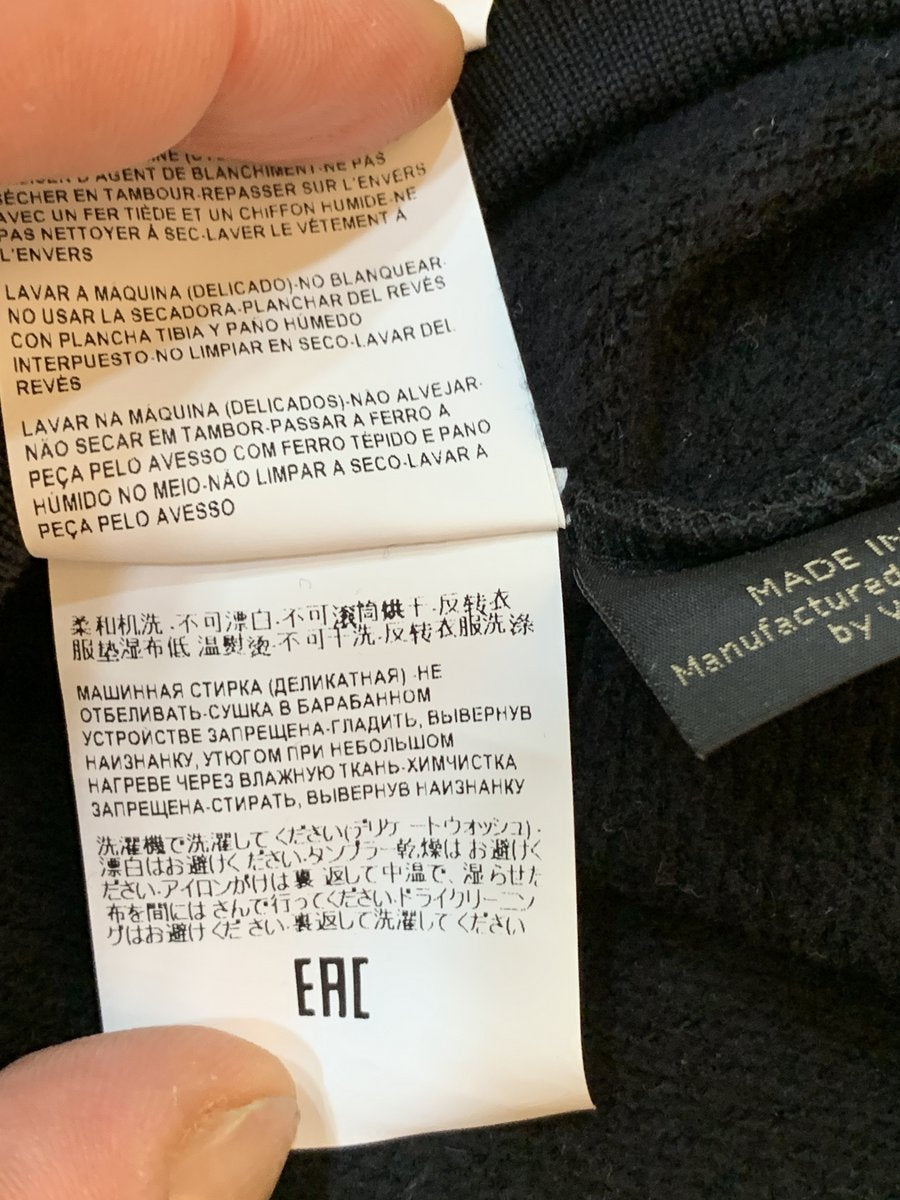 D'AGENT DE BLANCHIMENT-NE PAS
SÉCHER EN TAMBOUR-REPASSER SUR L'ENVERS
AVEC UN FER TIÈDE ET UN CHIFFON HUMIDE-NE
PAS NETTOYER À SEC-LAVER LE VÊTEMENT À
L'ENVERS
LAVAR A MAQUINA (DELICADO)-NO BLANQUEAR-
NO USAR LA SECADORA-PLANCHAR DEL REVÉS
CON PLANCHA TIBIA Y PAÑO HÚMEDO
INTERPUESTO-NO LIMPIAR EN SECO-LAVAR DEL
REVÉS
LAVAR NA MÁQUINA (DELICADOS)-NÃO ALVEJAR-
NÃO SECAR EM TAMBOR-PASSAR A FERRO A
PEÇA PELO AVESSO COM FERRO TÉPIDO E PANO
HÚMIDO NO MEIO-NÃO LIMPAR A SECO-LAVAR A
PEÇA PELO AVESSO
柔和机洗-不可漂白-不可滚筒烘干-反转衣
服垫湿布低温熨烫-不可干洗-反转衣服洗涤
МАШИННАЯ СТИРКА (ДЕЛИКАТНАЯ) -НЕ
ОТБЕЛИВАТЬ-СУШКА В БАРАБАННОМ
УСТРОЙСТВЕ ЗАПРЕЩЕНА-ГЛАДИТЬ, ВЫВЕРНУВ
НАИЗНАНКУ, УТЮГОМ ПРИ НЕБОЛЬШОМ
НАГРЕВЕ ЧЕРЕЗ ВЛАЖНУЮ ТКАНЬ-ХИМЧИСТКА
ЗАПРЕЩЕНА-СТИРАТЬ, ВЫВЕРНУВ НАИЗНАНКУ
洗濯機で洗濯してください(デリケートウォッシュ)-
漂白はお避けください-タンブラー乾燥はお避けく
ださい-アイロンがけは裏返して中温で、湿らせた
布を間にはさんで行ってください-ドライクリーニン
グはお避けください-裏返して洗濯してください
EAC
MADE IN
Manufactured
by